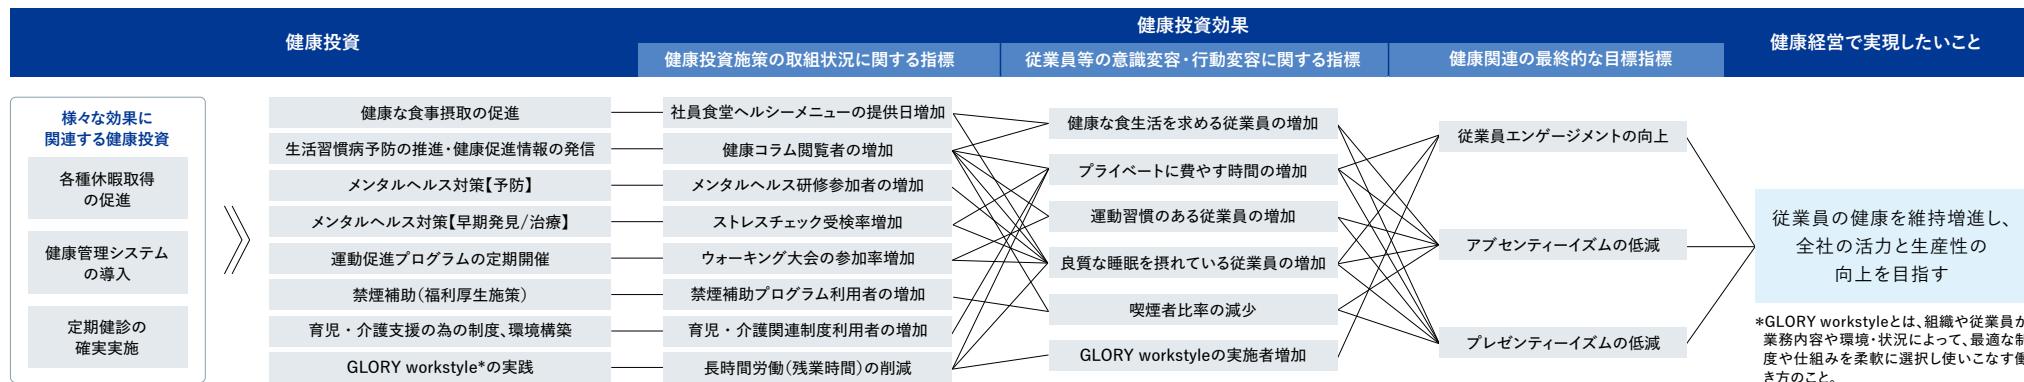 健康投資
健康投資効果
健康投資施策の取組状況に関する指標
従業員等の意識変容・行動変容に関する指標
健康関連の最終的な目標指標
健康経営で実現したいこと
様々な効果に
関連する健康投資
各種休暇取得
の促進
健康管理システム
の導入
定期健診の
確実実施
健康な食事摂取の促進
生活習慣病予防の推進・健康促進情報の発信
メンタルヘルス対策【予防】
メンタルヘルス対策【早期発見/治療】
運動促進プログラムの定期開催
禁煙補助(福利厚生施策)
育児・介護支援の為の制度、環境構築
GLORY workstyle*の実践
社員食堂ヘルシーメニューの提供日増加
健康コラム閲覧者の増加
メンタルヘルス研修参加者の増加
ストレスチェック受検率増加
ウォーキング大会の参加率増加
禁煙補助プログラム利用者の増加
育児・介護関連制度利用者の増加
長時間労働(残業時間)の削減
健康な食生活を求める従業員の増加
プライベートに費やす時間の増加
運動習慣のある従業員の増加
良質な睡眠を摂れている従業員の増加
喫煙者比率の減少
GLORY workstyleの実施者増加
従業員エンゲージメントの向上
アブセンティーイズムの低減
プレゼンティーイズムの低減
従業員の健康を維持増進し、
全社の活力と生産性の
向上を目指す
*GLORY workstyleとは、組織や従業員が
業務内容や環境・状況によって、最適な制
度や仕組みを柔軟に選択し使いこなす働
き方のこと。